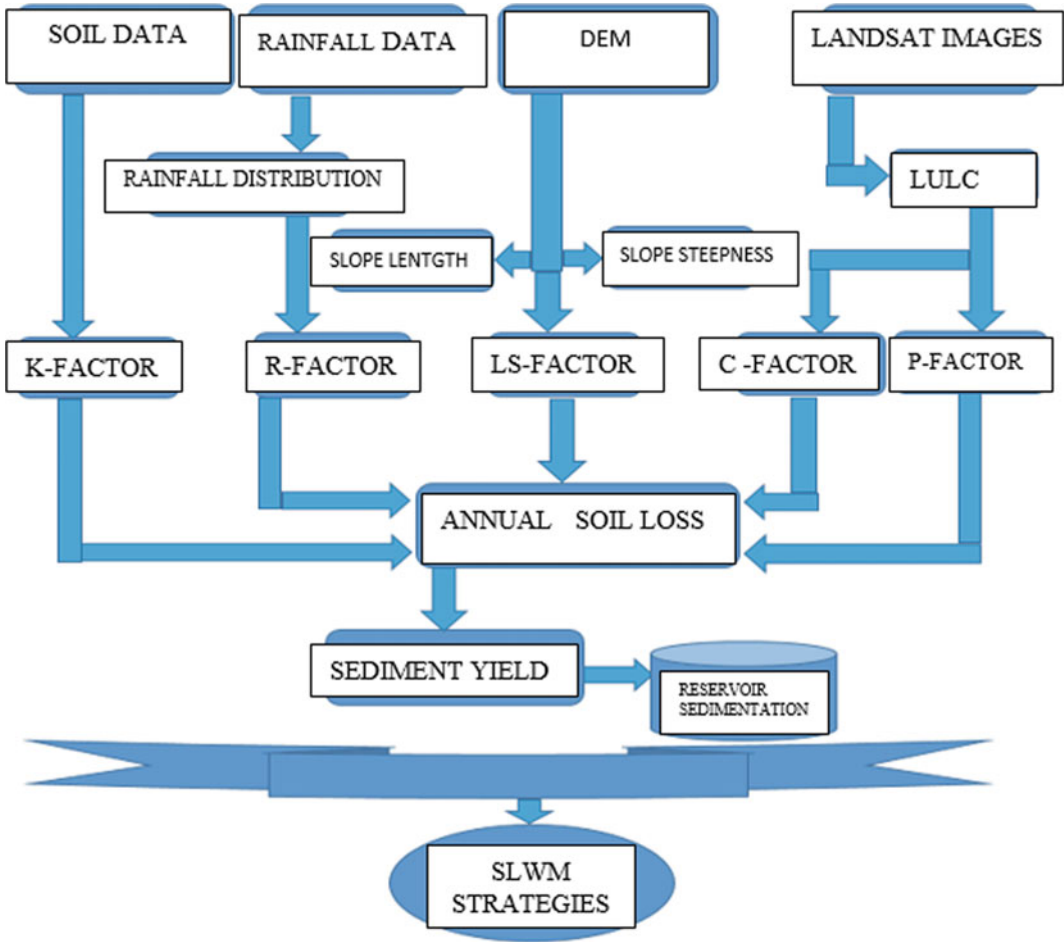 SOIL DATA
RAINFALL DATA
DEM
LANDSAT IMAGES
RAINFALL DISTRIBUTION
LULC
SLOPE LENTGTH
SLOPE STEEPNESS
K-FACTOR
R-FACTOR
LS-FACTOR
C -FACTOR
P-FACTOR
ANNUAL SOIL LOSS
SEDIMENT YIELD
RESERVOIR
SEDIMENTATION
SLWM
STRATEGIES